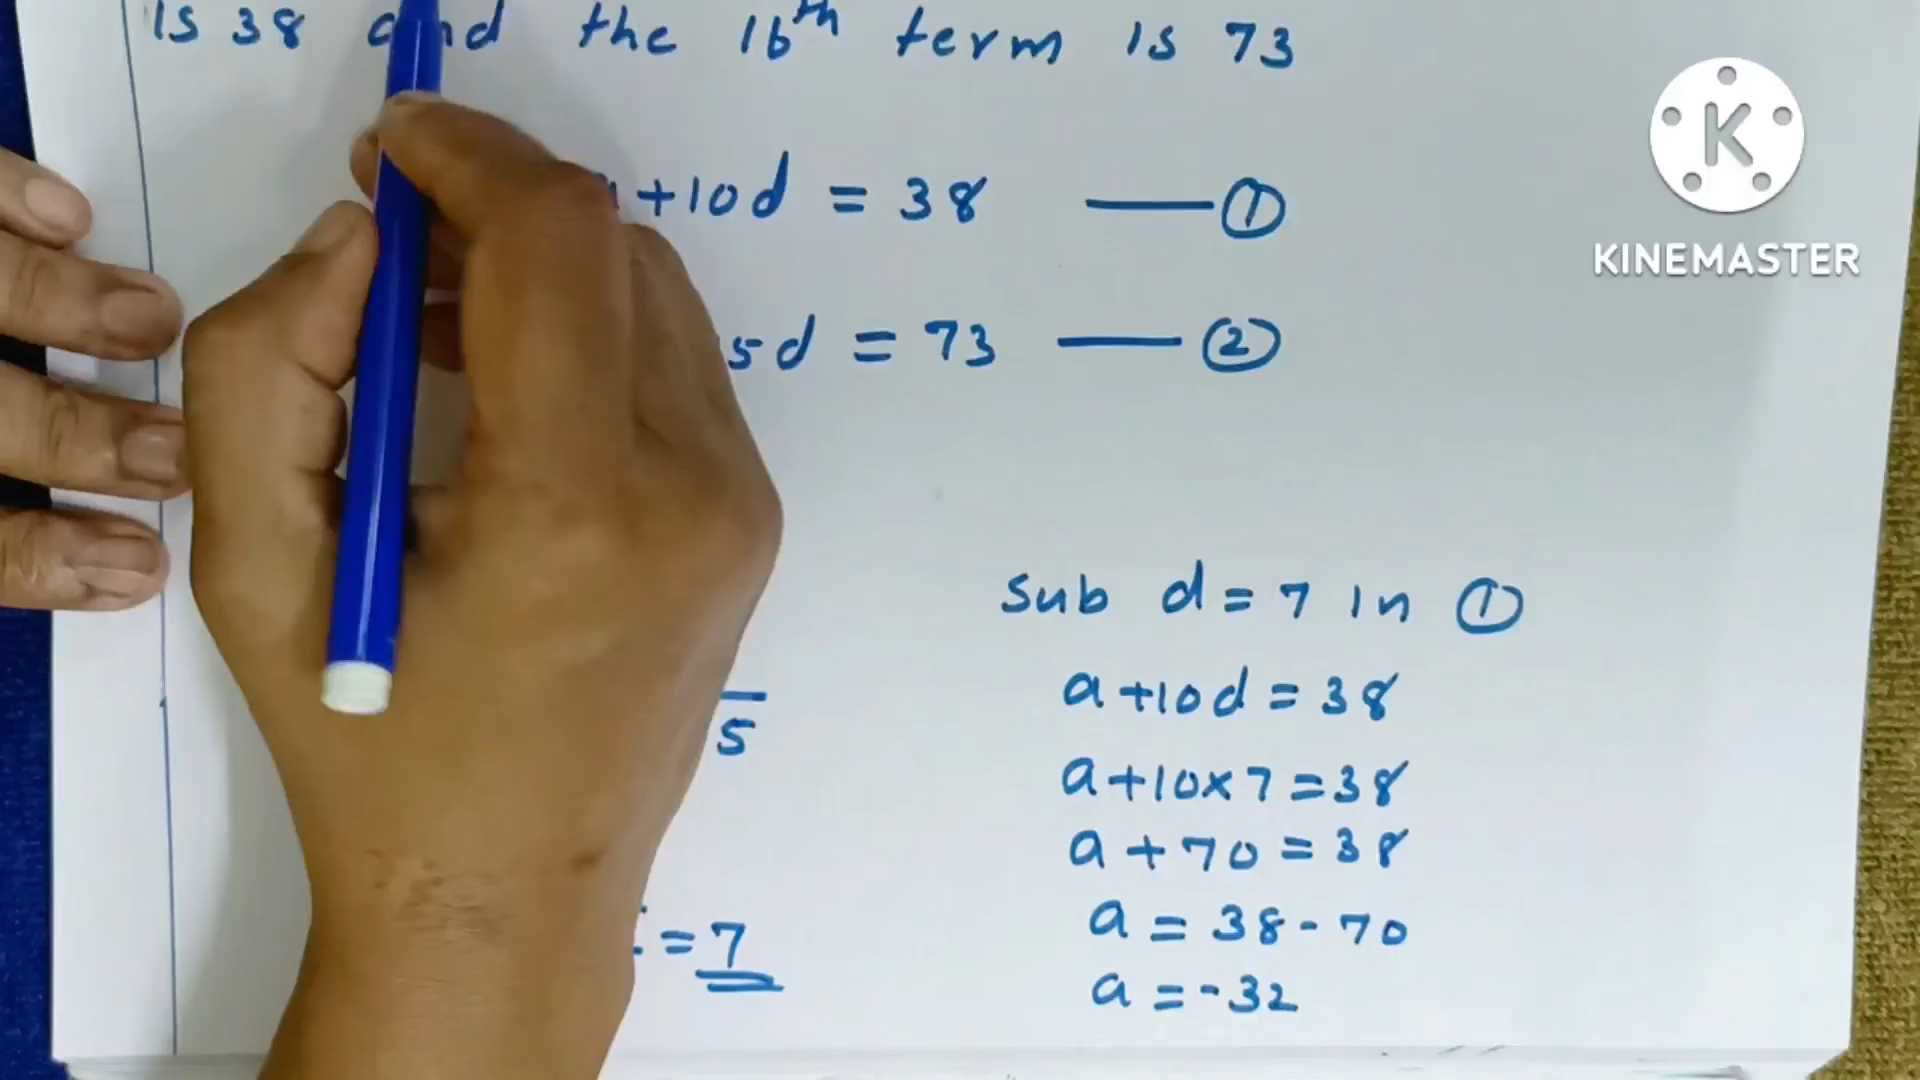 is 38 and the 16th term is 73
+10d = 38 —— ①
5d = 73 —— ②
sub d = 7 in ①
a +10d = 38
5
a +10 × 7 = 38
a + 70 = 38
a = 38 - 70
= 7
a = -32
K
KINEMASTER